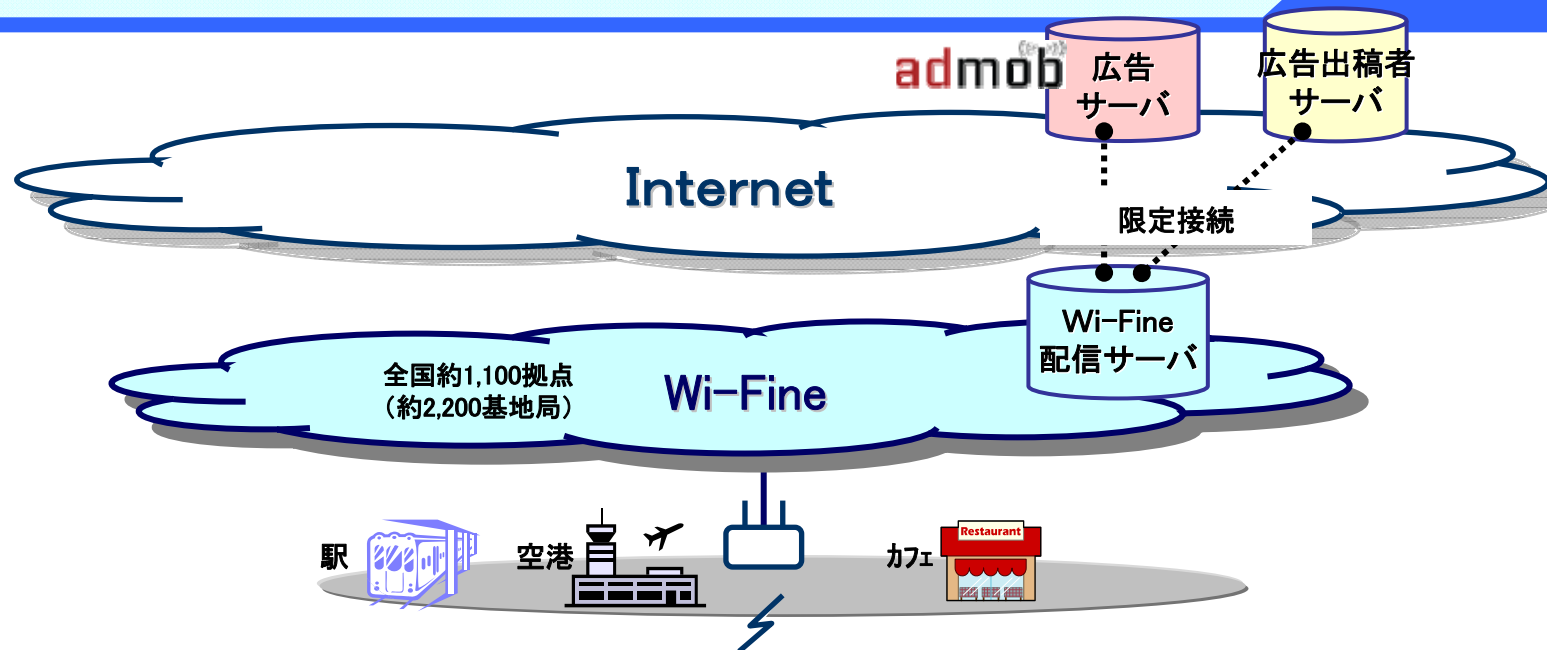 admob
広告
サーバ
広告出稿者
サーバ
Internet
限定接続
Wi-Fine
配信サーバ
全国約1,100拠点
（約2,200基地局）
Wi-Fine
駅
空港
カフェ
Restaurant